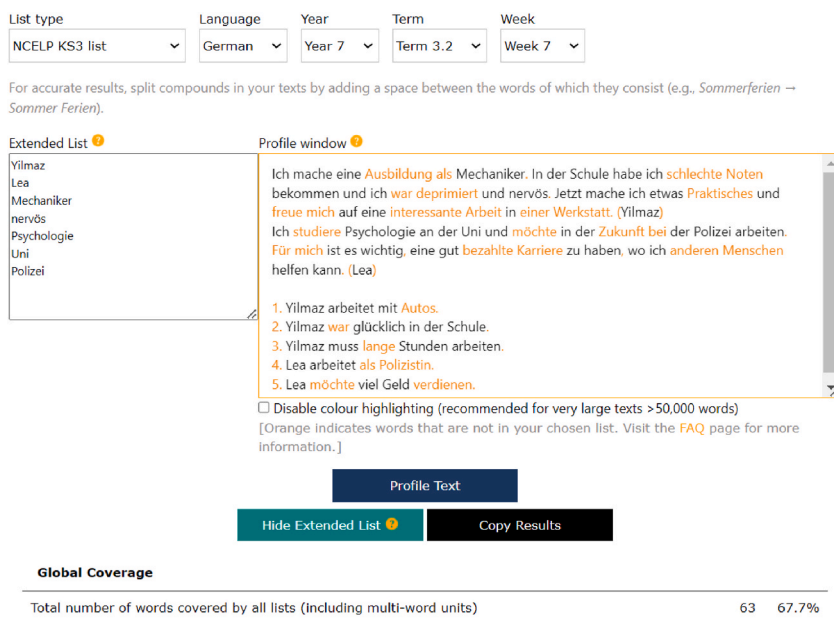 List type
Language
Year
Term
Week
NCELP KS3 list
German
Year 7
Term 3.2
Week 7
For accurate results, split compounds in your texts by adding a space between the words of which they consist (e.g., Sommerferien →
Sommer Ferien).
Extended List ?
Profile window ?
Yilmaz
Lea
Mechaniker
nervös
Psychologie
Uni
Polizei
Ich mache eine Ausbildung als Mechaniker. In der Schule habe ich schlechte Noten
bekommen und ich war deprimiert und nervös. Jetzt mache ich etwas Praktisches und
freue mich auf eine interessante Arbeit in einer Werkstatt. (Yilmaz)
Ich studiere Psychologie an der Uni und möchte in der Zukunft bei der Polizei arbeiten.
Für mich ist es wichtig, eine gut bezahlte Karriere zu haben, wo ich anderen Menschen
helfen kann. (Lea)
1. Yilmaz arbeitet mit Autos.
2. Yilmaz war glücklich in der Schule.
3. Yilmaz muss lange Stunden arbeiten.
4. Lea arbeitet als Polizistin.
5. Lea möchte viel Geld verdienen.
Disable colour highlighting (recommended for very large texts >50,000 words)
[Orange indicates words that are not in your chosen list. Visit the FAQ page for more
information.]
Profile Text
Hide Extended List ?
Copy Results
Global Coverage
Total number of words covered by all lists (including multi-word units) 63 67.7%